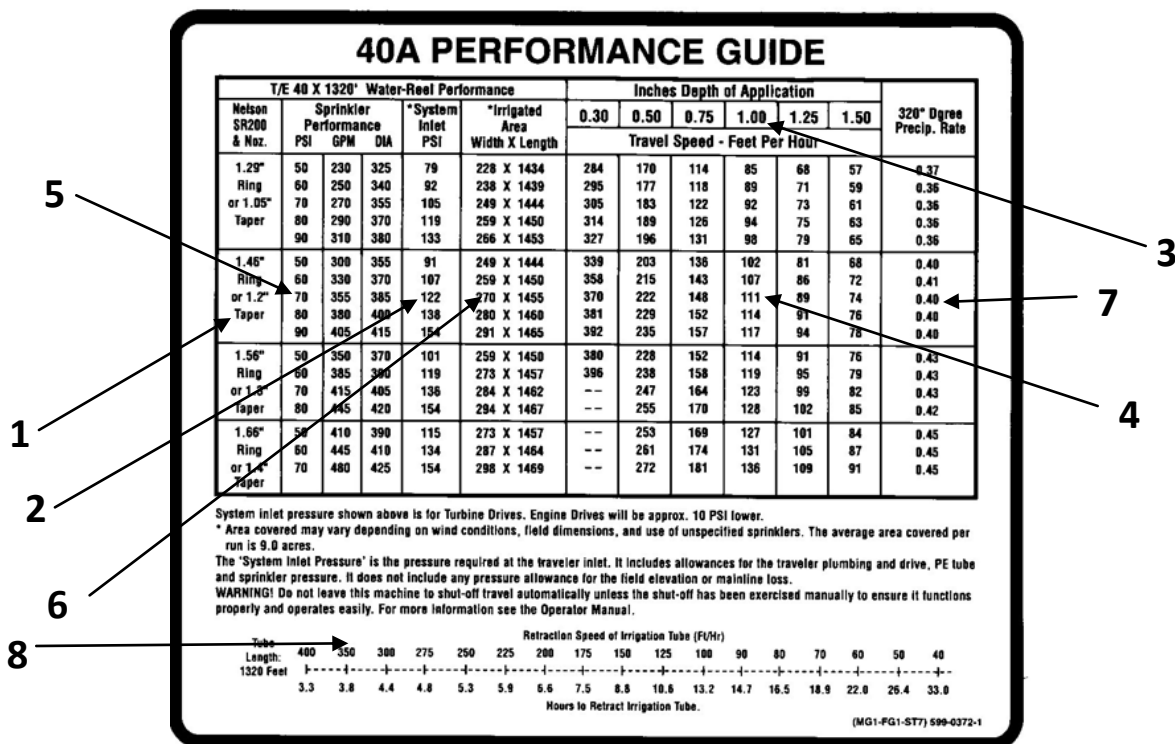 40A PERFORMANCE GUIDE
T/E 40 X 1320' Water-Reel Performance Inches Depth of Application
Nelson SR200 & Noz. Sprinkler Performance PSI GPM DIA *System Inlet PSI *Irrigated Area Width X Length 0.30 0.50 0.75 1.00 1.25 1.50 320° Dgree Precip. Rate
Travel Speed - Feet Per Hour
1.29" 50 230 325 79 228 X 1434 284 170 114 85 68 57 0.37
Ring 60 250 340 92 238 X 1439 295 177 118 89 71 59 0.36
or 1.05" 70 270 355 105 249 X 1444 305 183 122 92 73 61 0.36
Taper 80 290 370 119 259 X 1450 314 189 126 94 75 63 0.36
90 310 380 133 266 X 1453 327 196 131 98 79 65 0.36
1.46" 50 300 355 91 249 X 1444 339 203 136 102 81 68 0.40
Ring 60 330 370 107 259 X 1450 358 215 143 107 86 72 0.41
or 1.2" 70 355 385 122 270 X 1455 370 222 148 111 89 74 0.40
Taper 80 380 400 138 280 X 1460 381 229 152 114 91 76 0.40
90 405 415 154 291 X 1465 392 235 157 117 94 78 0.40
1.56" 50 350 370 101 259 X 1450 380 228 152 114 91 76 0.43
Ring 60 385 390 119 273 X 1457 396 238 158 119 95 79 0.43
or 1.3" 70 415 405 136 284 X 1462 -- 247 164 123 99 82 0.43
Taper 80 445 420 154 294 X 1467 -- 255 170 128 102 85 0.42
1.66" 50 410 390 115 273 X 1457 -- 253 169 127 101 84 0.45
Ring 60 445 410 134 287 X 1464 -- 261 174 131 105 87 0.45
or 1.4" 70 480 425 154 298 X 1469 -- 272 181 136 109 91 0.45
Taper
System inlet pressure shown above is for Turbine Drives. Engine Drives will be approx. 10 PSI lower.
* Area covered may vary depending on wind conditions, field dimensions, and use of unspecified sprinklers. The average area covered per
run is 9.0 acres.
The 'System Inlet Pressure' is the pressure required at the traveler inlet. It includes allowances for the traveler plumbing and drive, PE tube
and sprinkler pressure. It does not include any pressure allowance for the field elevation or mainline loss.
WARNING! Do not leave this machine to shut-off travel automatically unless the shut-off has been exercised manually to ensure it functions
properly and operates easily. For more information see the Operator Manual.
Retraction Speed of Irrigation Tube (Ft/Hr)
Tube Length: 1320 Feet
400 350 300 275 250 225 200 175 150 125 100 90 80 70 60 50 40
3.3 3.8 4.4 4.8 5.3 5.9 6.6 7.5 8.8 10.6 13.2 14.7 16.5 18.9 22.0 26.4 33.0
Hours to Retract Irrigation Tube.
(MG1-FG1-ST7) 599-0372-1
5
1
2
6
8
3
7
4